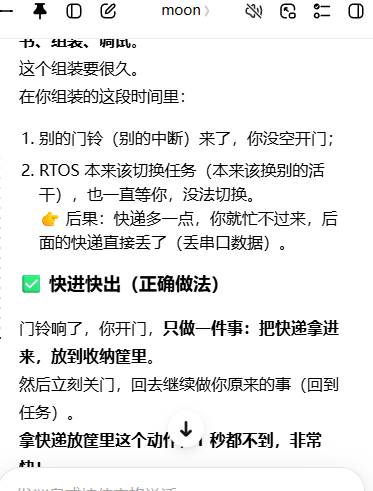 moon
书、组装、调试。
这个组装要很久。
在你组装的这段时间里：
1. 别的门铃（别的中断）来了，你没空开门；
2. RTOS 本来该切换任务（本来该换别的活
干），也一直等你，没法切换。
👉 后果：快递多一点，你就忙不过来，后
面的快递直接丢了（丢串口数据）。
✅ 快进快出（正确做法）
门铃响了，你开门，只做一件事：把快递拿进
来，放到收纳筐里。
然后立刻关门，回去继续做你原来的事（回到
任务）。
拿快递放筐里这个动作，秒都不到，非常
快！